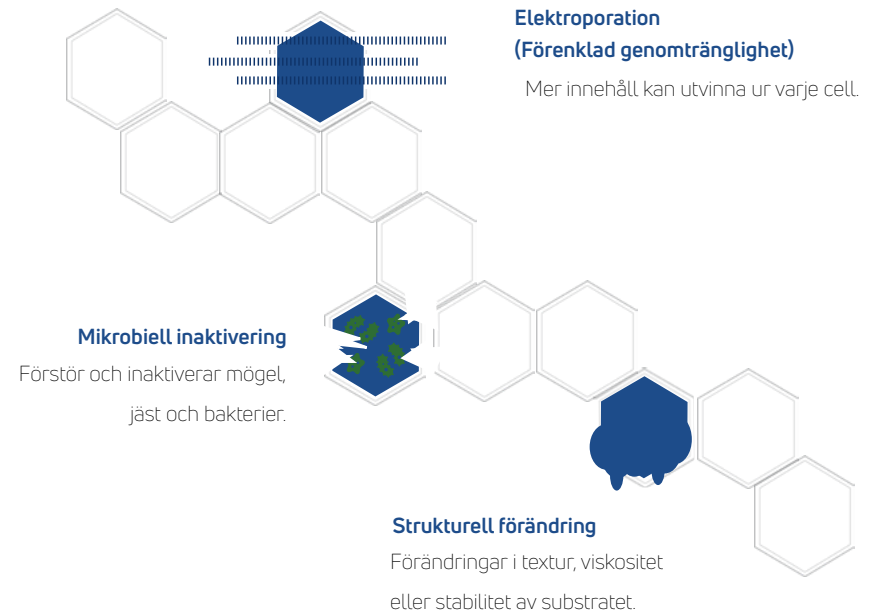 Elektroporation
(Förenklad genomtränglighet)
Mer innehåll kan utvinna ur varje cell.
Mikrobiell inaktivering
Förstör och inaktiverar mögel,
jäst och bakterier.
Strukturell förändring
Förändringar i textur, viskositet
eller stabilitet av substratet.